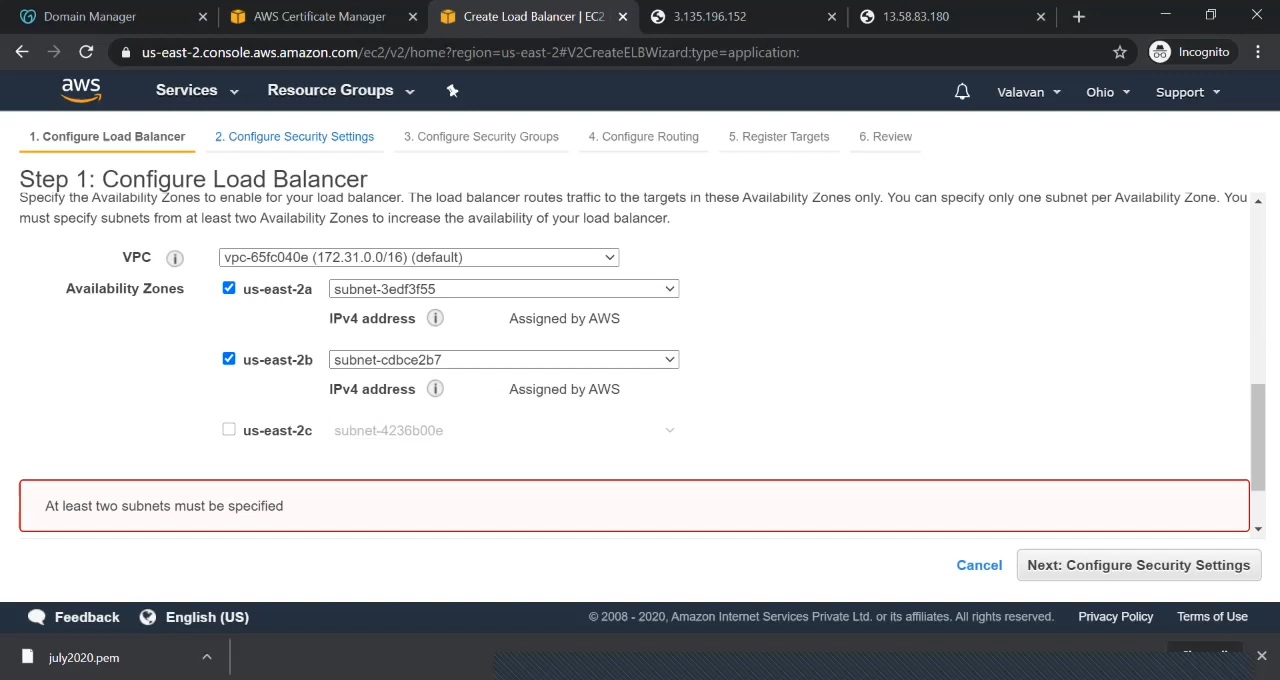 Domain Manager
AWS Certificate Manager
Create Load Balancer | EC2
3.135.196.152
13.58.83.180
us-east-2.console.aws.amazon.com/ec2/v2/home?region=us-east-2#V2CreateELBWizard:type=application:
Incognito
aws
Services
Resource Groups
Valavan
Ohio
Support
1. Configure Load Balancer
2. Configure Security Settings
3. Configure Security Groups
4. Configure Routing
5. Register Targets
6. Review
Step 1: Configure Load Balancer
Specify the Availability Zones to enable for your load balancer. The load balancer routes traffic to the targets in these Availability Zones only. You can specify only one subnet per Availability Zone. You
must specify subnets from at least two Availability Zones to increase the availability of your load balancer.
VPC i vpc-65fc040e (172.31.0.0/16) (default)
Availability Zones us-east-2a subnet-3edf3f55
IPv4 address i Assigned by AWS
us-east-2b subnet-cdbce2b7
IPv4 address i Assigned by AWS
us-east-2c subnet-4236b00e
At least two subnets must be specified
Cancel
Next: Configure Security Settings
Feedback
English (US)
© 2008 - 2020, Amazon Internet Services Private Ltd. or its affiliates. All rights reserved.
Privacy Policy
Terms of Use
july2020.pem